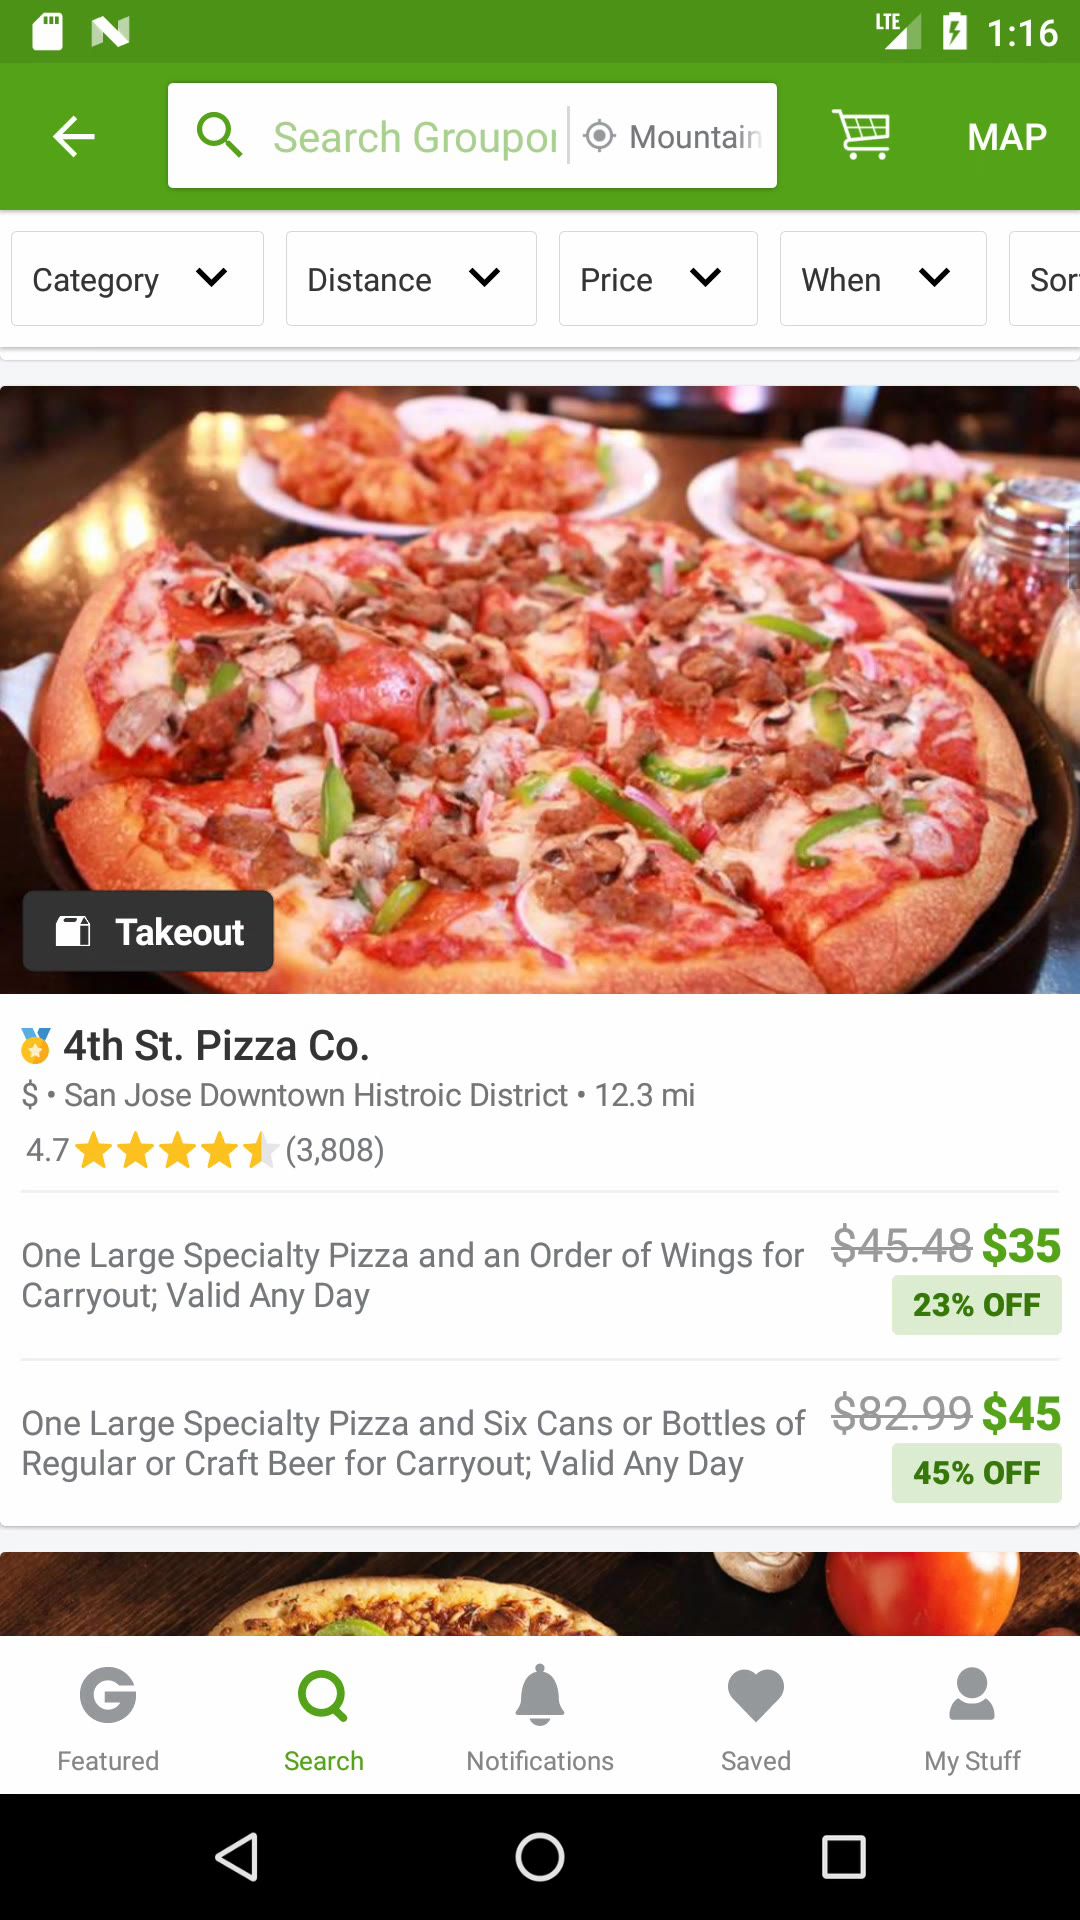 LTE 1:16
Search Groupon Mountain MAP
Category Distance Price When Sor
Takeout
4th St. Pizza Co.
$ • San Jose Downtown Histroic District • 12.3 mi
4.7 (3,808)
One Large Specialty Pizza and an Order of Wings for
Carryout; Valid Any Day
$45.48 $35
23% OFF
One Large Specialty Pizza and Six Cans or Bottles of
Regular or Craft Beer for Carryout; Valid Any Day
$82.99 $45
45% OFF
Featured Search Notifications Saved My Stuff